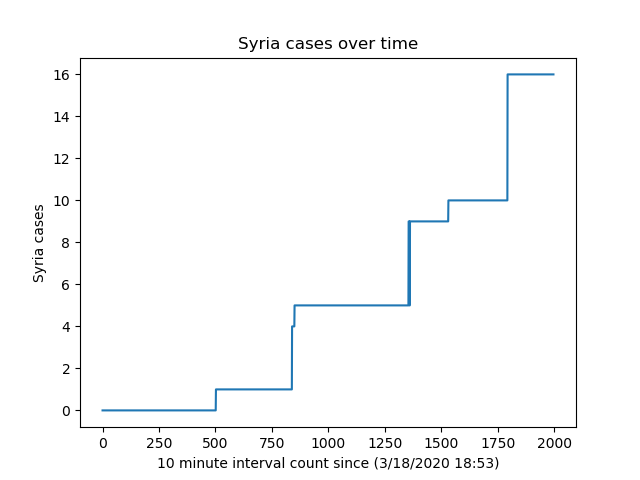 Syria cases over time
16
14
12
10
8
6
4
2
0
Syria cases
0 250 500 750 1000 1250 1500 1750 2000
10 minute interval count since (3/18/2020 18:53)